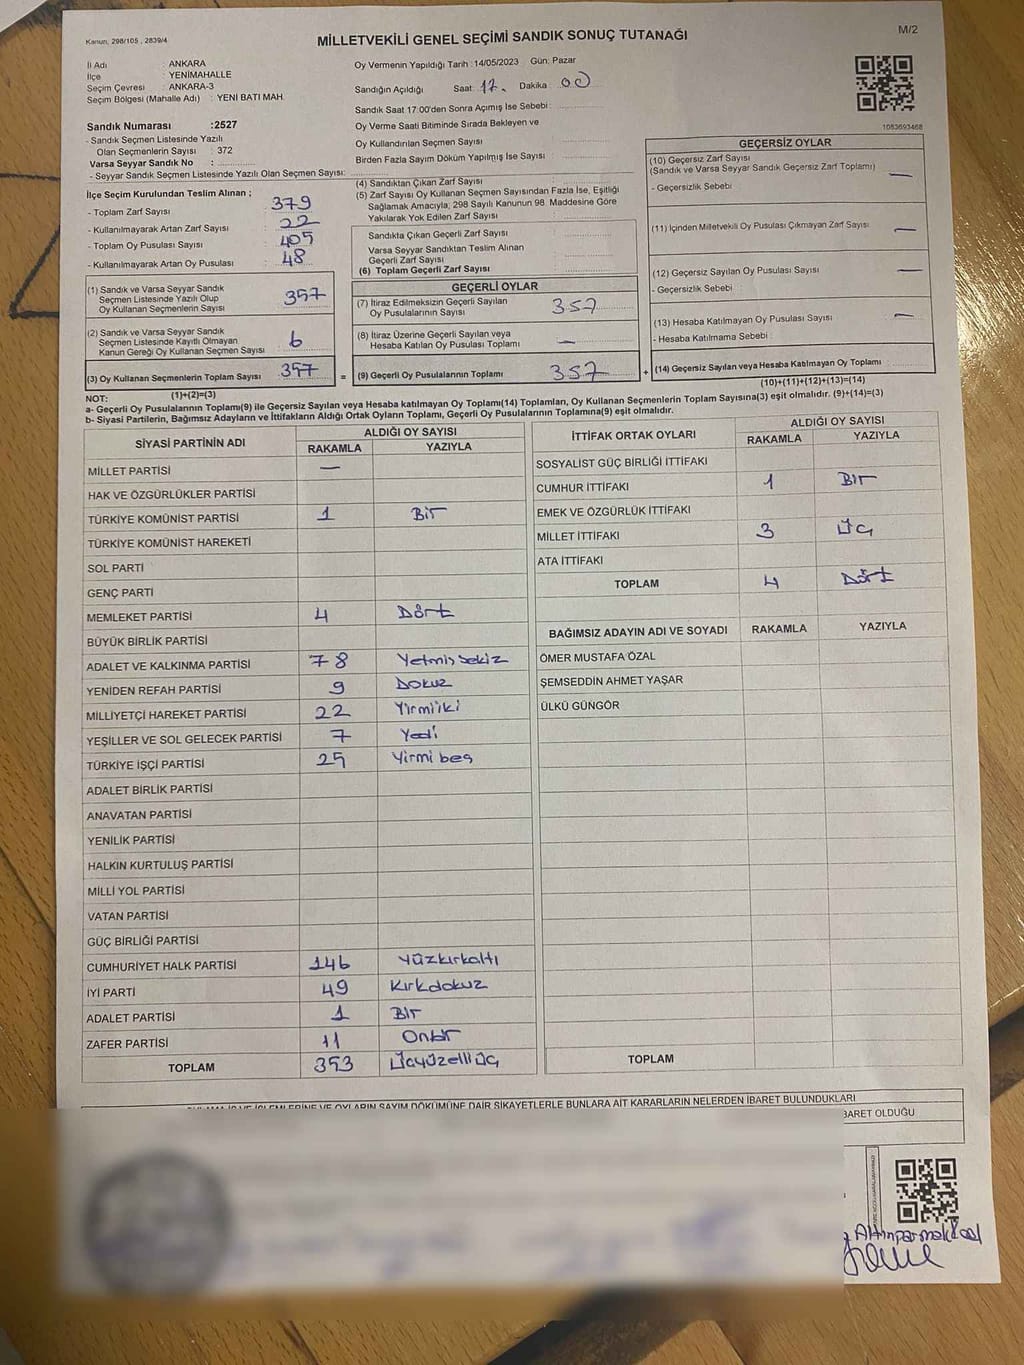 Kanun, 298/105 , 2839/4
MİLLETVEKİLİ GENEL SEÇİMİ SANDIK SONUÇ TUTANAĞI
M/2
İl Adı : ANKARA
İlçe : YENİMAHALLE
Seçim Çevresi : ANKARA-3
Seçim Bölgesi (Mahalle Adı) : YENİ BATI MAH.
Oy Vermenin Yapıldığı Tarih : 14/05/2023 Gün: Pazar
Sandığın Açıldığı Saat: 17. Dakika: 00
Sandık Saat 17:00'den Sonra Açımış İse Sebebi :
Oy Verme Saati Bitiminde Sırada Bekleyen ve
Oy Kullandırılan Seçmen Sayısı
Birden Fazla Sayım Döküm Yapılmış İse Sayısı :
1083693468
Sandık Numarası :2527
- Sandık Seçmen Listesinde Yazılı
Olan Seçmenlerin Sayısı : 372
Varsa Seyyar Sandık No :
- Seyyar Sandık Seçmen Listesinde Yazılı Olan Seçmen Sayısı:
İlçe Seçim Kurulundan Teslim Alınan ;
- Toplam Zarf Sayısı : 379
- Kullanılmayarak Artan Zarf Sayısı : 22
- Toplam Oy Pusulası Sayısı : 405
- Kullanılmayarak Artan Oy Pusulası : 48
(1) Sandık ve Varsa Seyyar Sandık
Seçmen Listesinde Yazılı Olup
Oy Kullanan Seçmenlerin Sayısı : 357
(2) Sandık ve Varsa Seyyar Sandık
Seçmen Listesinde Kayıtlı Olmayan
Kanun Gereği Oy Kullanan Seçmen Sayısı : 6
(3) Oy Kullanan Seçmenlerin Toplam Sayısı : 357
(4) Sandıktan Çıkan Zarf Sayısı :
(5) Zarf Sayısı Oy Kullanan Seçmen Sayısından Fazla İse, Eşitliği
Sağlamak Amacıyla; 298 Sayılı Kanunun 98. Maddesine Göre
Yakılarak Yok Edilen Zarf Sayısı :
Sandıkta Çıkan Geçerli Zarf Sayısı :
Varsa Seyyar Sandıktan Teslim Alınan
Geçerli Zarf Sayısı :
(6) Toplam Geçerli Zarf Sayısı :
GEÇERLİ OYLAR
(7) İtiraz Edilmeksizin Geçerli Sayılan
Oy Pusulalarının Sayısı : 357
(8) İtiraz Üzerine Geçerli Sayılan veya
Hesaba Katılan Oy Pusulası Toplamı : —
= (9) Geçerli Oy Pusulalarının Toplamı : 357
GEÇERSİZ OYLAR
(10) Geçersiz Zarf Sayısı
(Sandık ve Varsa Seyyar Sandık Geçersiz Zarf Toplamı) : —
- Geçersizlik Sebebi :
(11) İçinden Milletvekili Oy Pusulası Çıkmayan Zarf Sayısı : —
(12) Geçersiz Sayılan Oy Pusulası Sayısı : —
- Geçersizlik Sebebi :
(13) Hesaba Katılmayan Oy Pusulası Sayısı : —
- Hesaba Katılmama Sebebi :
+ (14) Geçersiz Sayılan veya Hesaba Katılmayan Oy Toplamı :
NOT: (1)+(2)=(3) (10)+(11)+(12)+(13)=(14)
a- Geçerli Oy Pusulalarının Toplamı(9) ile Geçersiz Sayılan veya Hesaba katılmayan Oy Toplamı(14) Toplamları, Oy Kullanan Seçmenlerin Toplam Sayısına(3) eşit olmalıdır. (9)+(14)=(3)
b- Siyasi Partilerin, Bağımsız Adayların ve İttifakların Aldığı Ortak Oyların Toplamı, Geçerli Oy Pusulalarının Toplamına(9) eşit olmalıdır.
SİYASİ PARTİNİN ADI ALDIĞI OY SAYISI
RAKAMLA YAZIYLA
MİLLET PARTİSİ —
HAK VE ÖZGÜRLÜKLER PARTİSİ
TÜRKİYE KOMÜNİST PARTİSİ 1 Bir
TÜRKİYE KOMÜNİST HAREKETİ
SOL PARTİ
GENÇ PARTİ
MEMLEKET PARTİSİ 4 Dört
BÜYÜK BİRLİK PARTİSİ
ADALET VE KALKINMA PARTİSİ 78 Yetmiş sekiz
YENİDEN REFAH PARTİSİ 9 Dokuz
MİLLİYETÇİ HAREKET PARTİSİ 22 Yirmiiki
YEŞİLLER VE SOL GELECEK PARTİSİ 7 Yedi
TÜRKİYE İŞÇİ PARTİSİ 25 Yirmi beş
ADALET BİRLİK PARTİSİ
ANAVATAN PARTİSİ
YENİLİK PARTİSİ
HALKIN KURTULUŞ PARTİSİ
MİLLİ YOL PARTİSİ
VATAN PARTİSİ
GÜÇ BİRLİĞİ PARTİSİ
CUMHURİYET HALK PARTİSİ 146 Yüzkırkaltı
İYİ PARTİ 49 Kırkdokuz
ADALET PARTİSİ 1 Bir
ZAFER PARTİSİ 11 Onbir
TOPLAM 353 Üçyüzelliüç
İTTİFAK ORTAK OYLARI ALDIĞI OY SAYISI
RAKAMLA YAZIYLA
SOSYALİST GÜÇ BİRLİĞİ İTTİFAKI
CUMHUR İTTİFAKI 1 Bir
EMEK VE ÖZGÜRLÜK İTTİFAKI
MİLLET İTTİFAKI 3 Üç
ATA İTTİFAKI
TOPLAM 4 Dört
BAĞIMSIZ ADAYIN ADI VE SOYADI RAKAMLA YAZIYLA
ÖMER MUSTAFA ÖZAL
ŞEMSEDDİN AHMET YAŞAR
ÜLKÜ GÜNGÖR
TOPLAM
İŞLEMLERİNE VE OYLARIN SAYIM DÖKÜMÜNE DAİR ŞİKAYETLERLE BUNLARA AİT KARARLARIN NELERDEN İBARET BULUNDUKLARI
BARET OLDUĞU